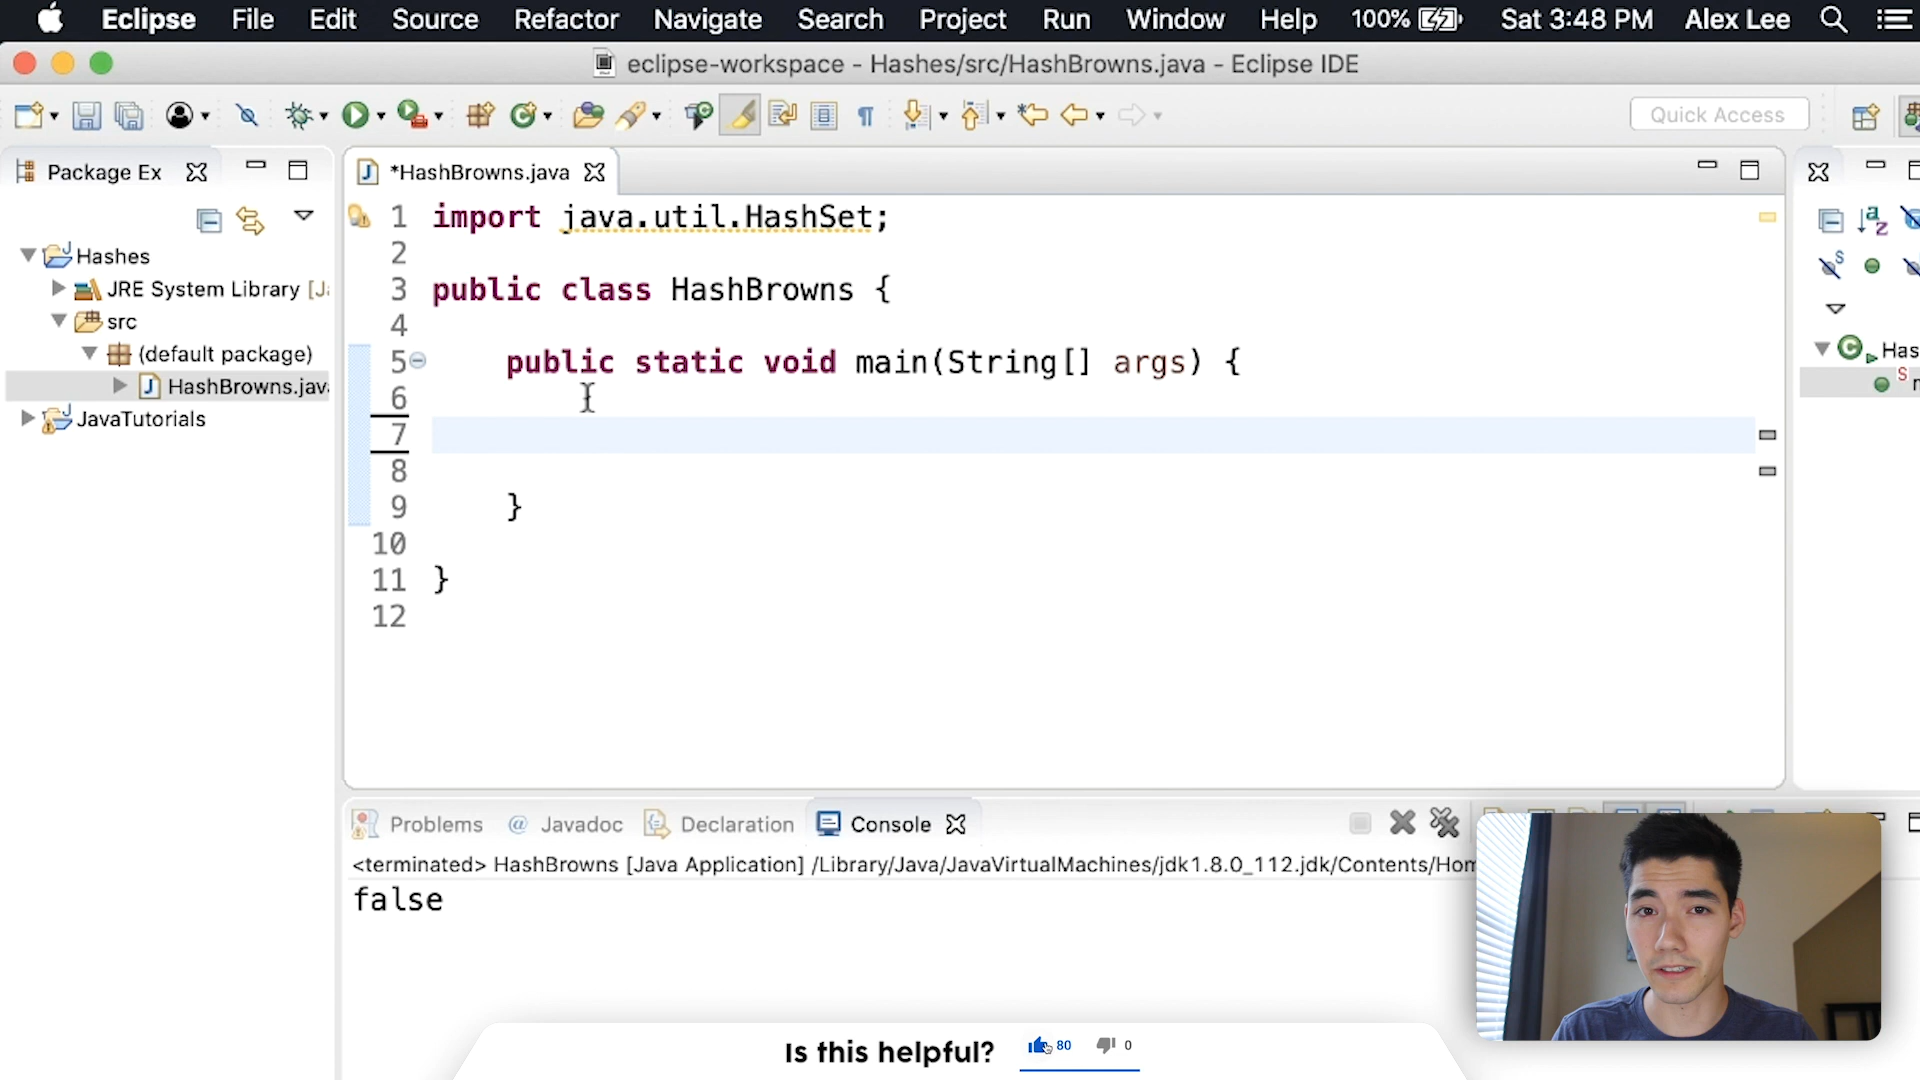 Eclipse File Edit Source Refactor Navigate Search Project Run Window Help 100% Sat 3:48 PM Alex Lee
eclipse-workspace - Hashes/src/HashBrowns.java - Eclipse IDE
Quick Access
Package Ex
Hashes
JRE System Library [Ja
src
(default package)
HashBrowns.jav
JavaTutorials
*HashBrowns.java
1 import java.util.HashSet;
2
3 public class HashBrowns {
4
5 public static void main(String[] args) {
6
7
8
9 }
10
11 }
12
Has
Problems @ Javadoc Declaration Console
<terminated> HashBrowns [Java Application] /Library/Java/JavaVirtualMachines/jdk1.8.0_112.jdk/Contents/Hom
false
Is this helpful? 80 0